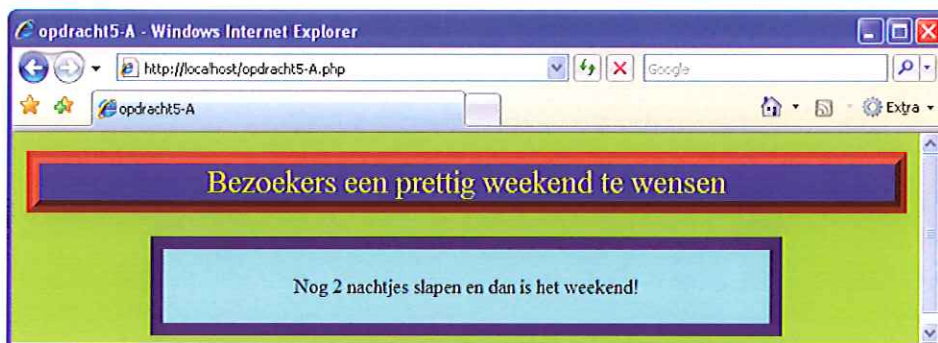 opdracht5-A - Windows Internet Explorer
http://localhost/opdracht5-A.php
Google
opdracht5-A
Extra
Bezoekers een prettig weekend te wensen
Nog 2 nachtjes slapen en dan is het weekend!